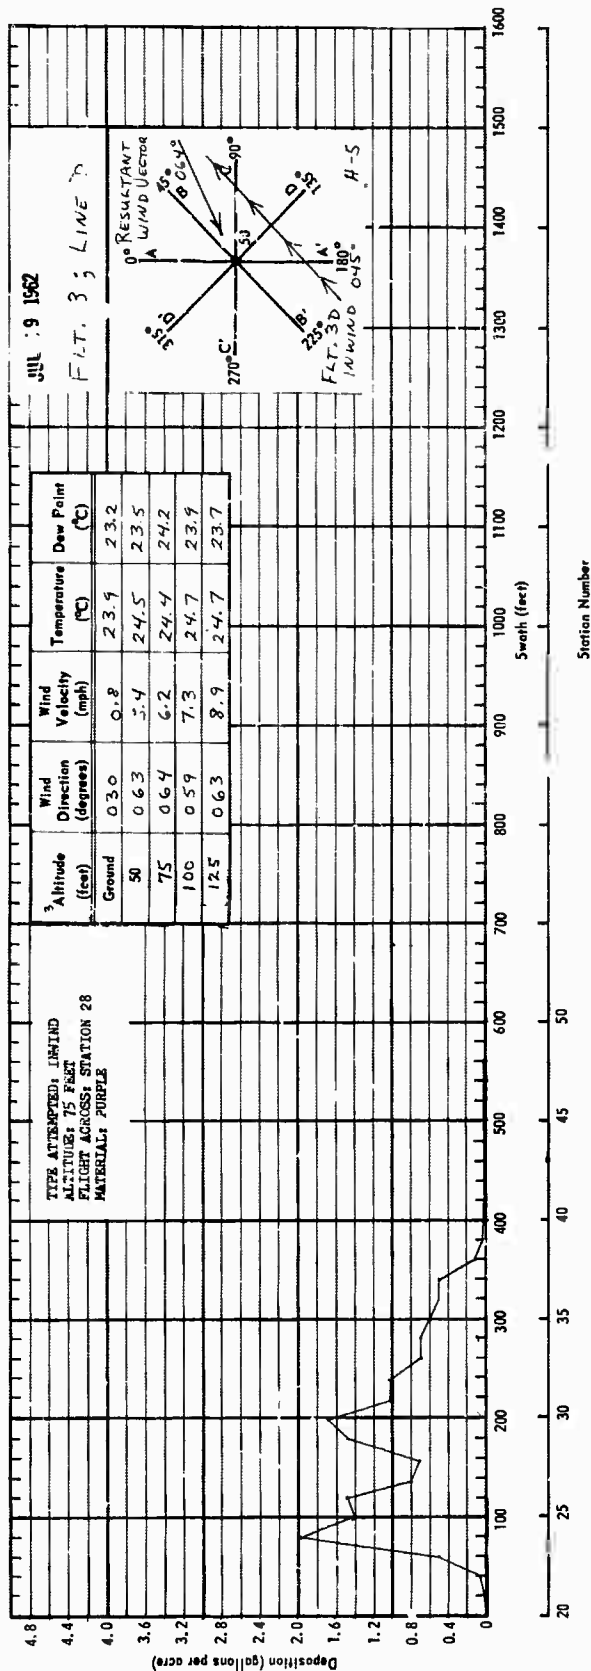 TYPE ATTEMPTED: INWIND
ALTITUDE: 75 FEET
FLIGHT ACROSS: STATION 28
MATERIAL: PURPLE
3 Altitude (feet) Wind Direction (degrees) Wind Velocity (mph) Temperature (°C) Dew Point (°C)
Ground 030 0.8 23.9 23.2
50 063 24.5 23.5
75 064 6.2 24.4 24.2
100 059 7.3 24.7 23.9
125 063 8.9 24.7 23.7
JUL 9 1962
FLT. 3 ; LINE D
0° RESULTANT
WIND VECTOR
064°
A
45°
B
315°
D'
270° C'
50
C 90°
225°
B'
A'
180°
D
135°
FLT. 3D
INWIND 045°
H-5
Deposition (gallons per acre)
4.8
4.4
4.0
3.6
3.2
2.8
2.4
2.0
1.6
1.2
0.8
0.4
0
100 200 300 400 500 600 700 800 900 1000 1100 1200 1300 1400 1500 1600
Swath (feet)
20 25 30 35 40 45 50
Station Number